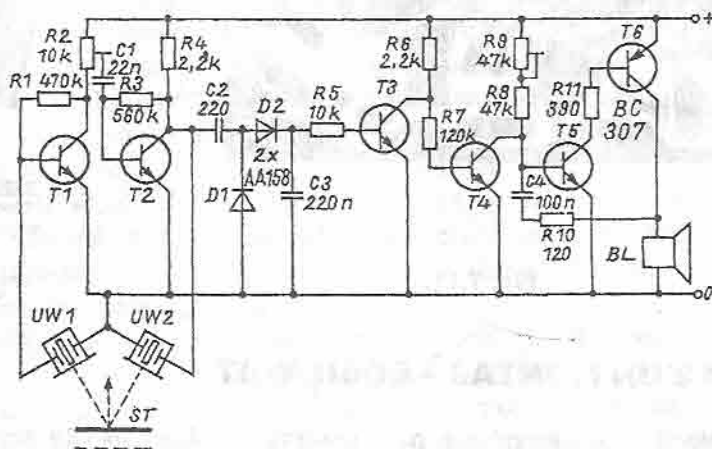 R2
10k
C1
22n
R4
2,2k
R1 470k
R3
560k
T1
T2
C2
220
D2
2x
AA158
D1
R5
10k
C3
220n
T3
R6
2,2k
R7
120k
T4
R9
47k
R8
47k
C4
100n
R10
120
R11
390
T5
T6
BC
307
BL
+
0
UW1
UW2
ST